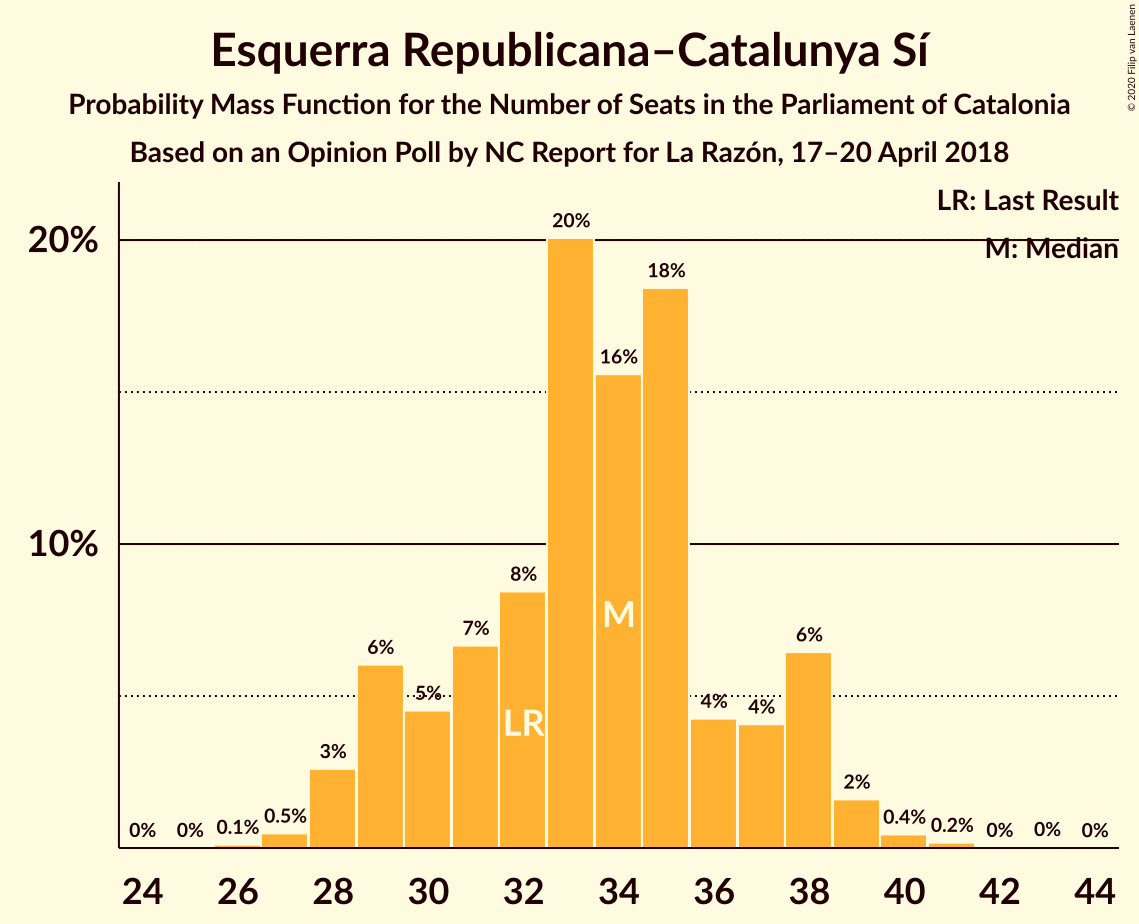 Esquerra Republicana–Catalunya Sí
Probability Mass Function for the Number of Seats in the Parliament of Catalonia
Based on an Opinion Poll by NC Report for La Razón, 17–20 April 2018
© 2020 Filip van Laenen
LR: Last Result
M: Median
20%
10%
0%
0%
0.1%
0.5%
3%
6%
5%
7%
8%
20%
16%
18%
4%
4%
6%
2%
0.4%
0.2%
0%
0%
0%
LR
M
24 26 28 30 32 34 36 38 40 42 44